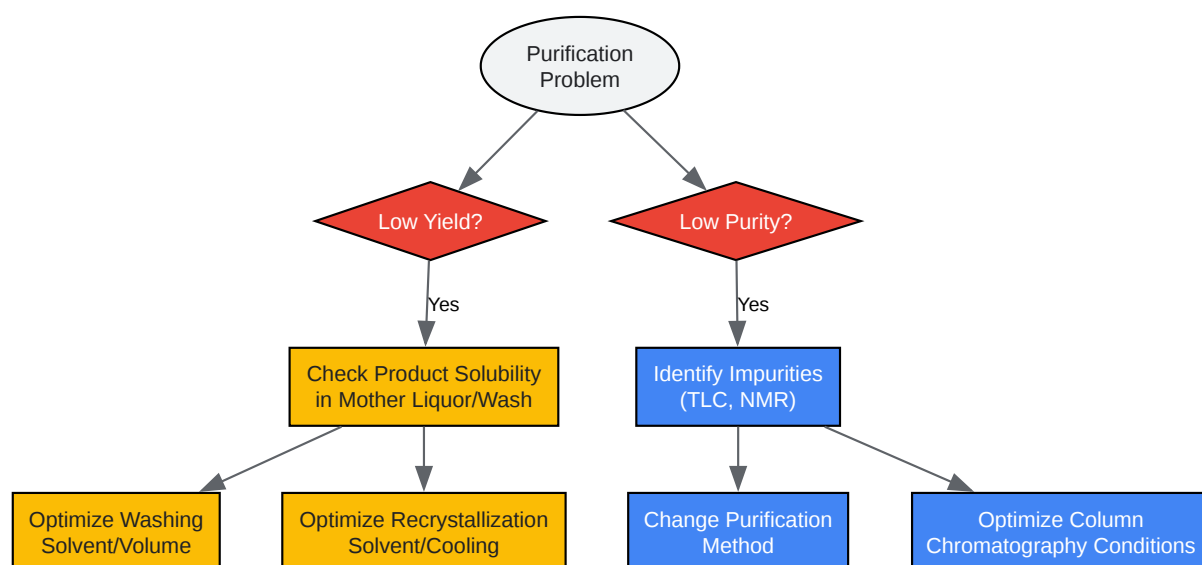 Purification
Problem
Low Yield?
Low Purity?
Yes
Yes
Check Product Solubility
in Mother Liquor/Wash
Identify Impurities
(TLC, NMR)
Optimize Washing
Solvent/Volume
Optimize Recrystallization
Solvent/Cooling
Change Purification
Method
Optimize Column
Chromatography Conditions